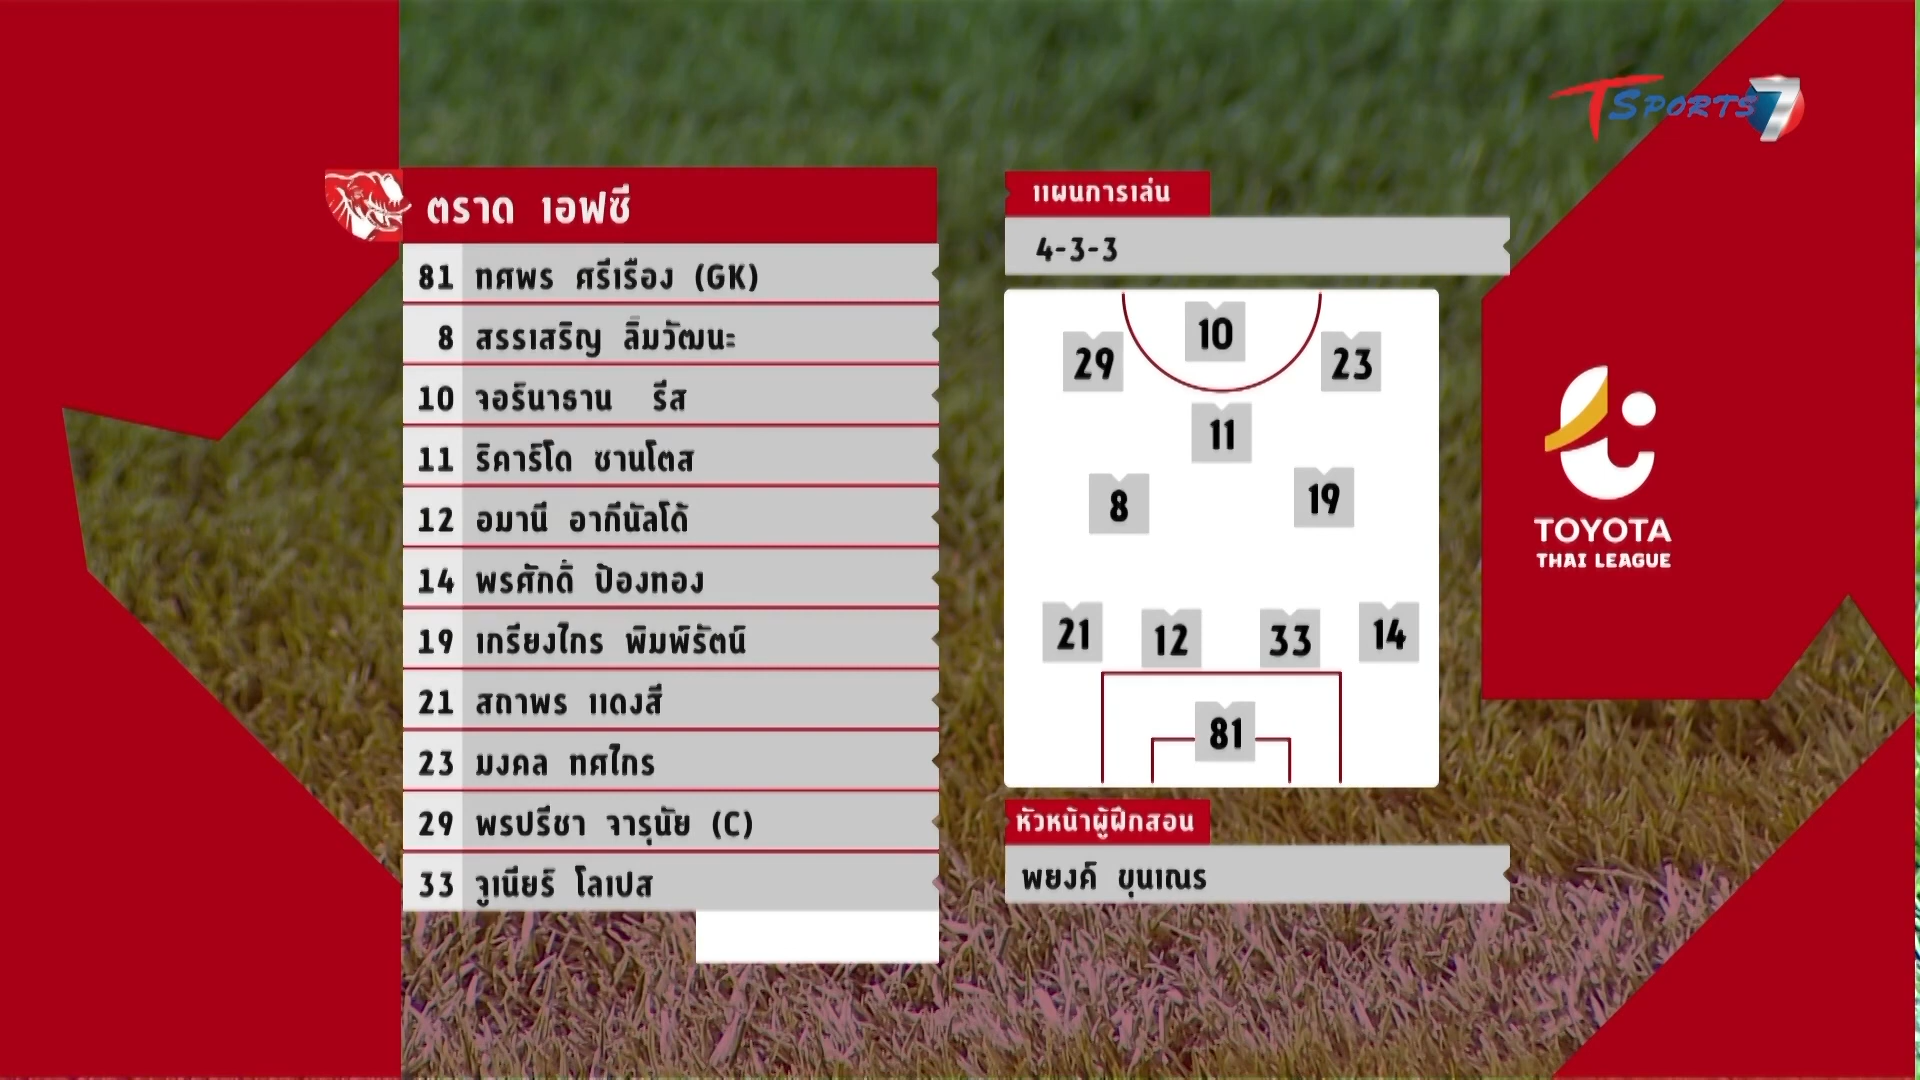 TSPORTS7
ตราด เอฟซี
81 ทศพร ศรีเรือง (GK)
8 สรรเสริญ ลิ้มวัฒนะ
10 จอร์นาธาน รีส
11 ริคาร์โด ซานโตส
12 อมานี อากีนัลโด้
14 พรศักดิ์ ป้องทอง
19 เกรียงไกร พิมพ์รัตน์
21 สถาพร แดงสี
23 มงคล ทศไกร
29 พรปรีชา จารุนัย (C)
33 จูเนียร์ โลเปส
แผนการเล่น
4-3-3
10
29
23
11
8
19
21
12
33
14
81
หัวหน้าผู้ฝึกสอน
พยงค์ ขุนเณร
TOYOTA
THAI LEAGUE